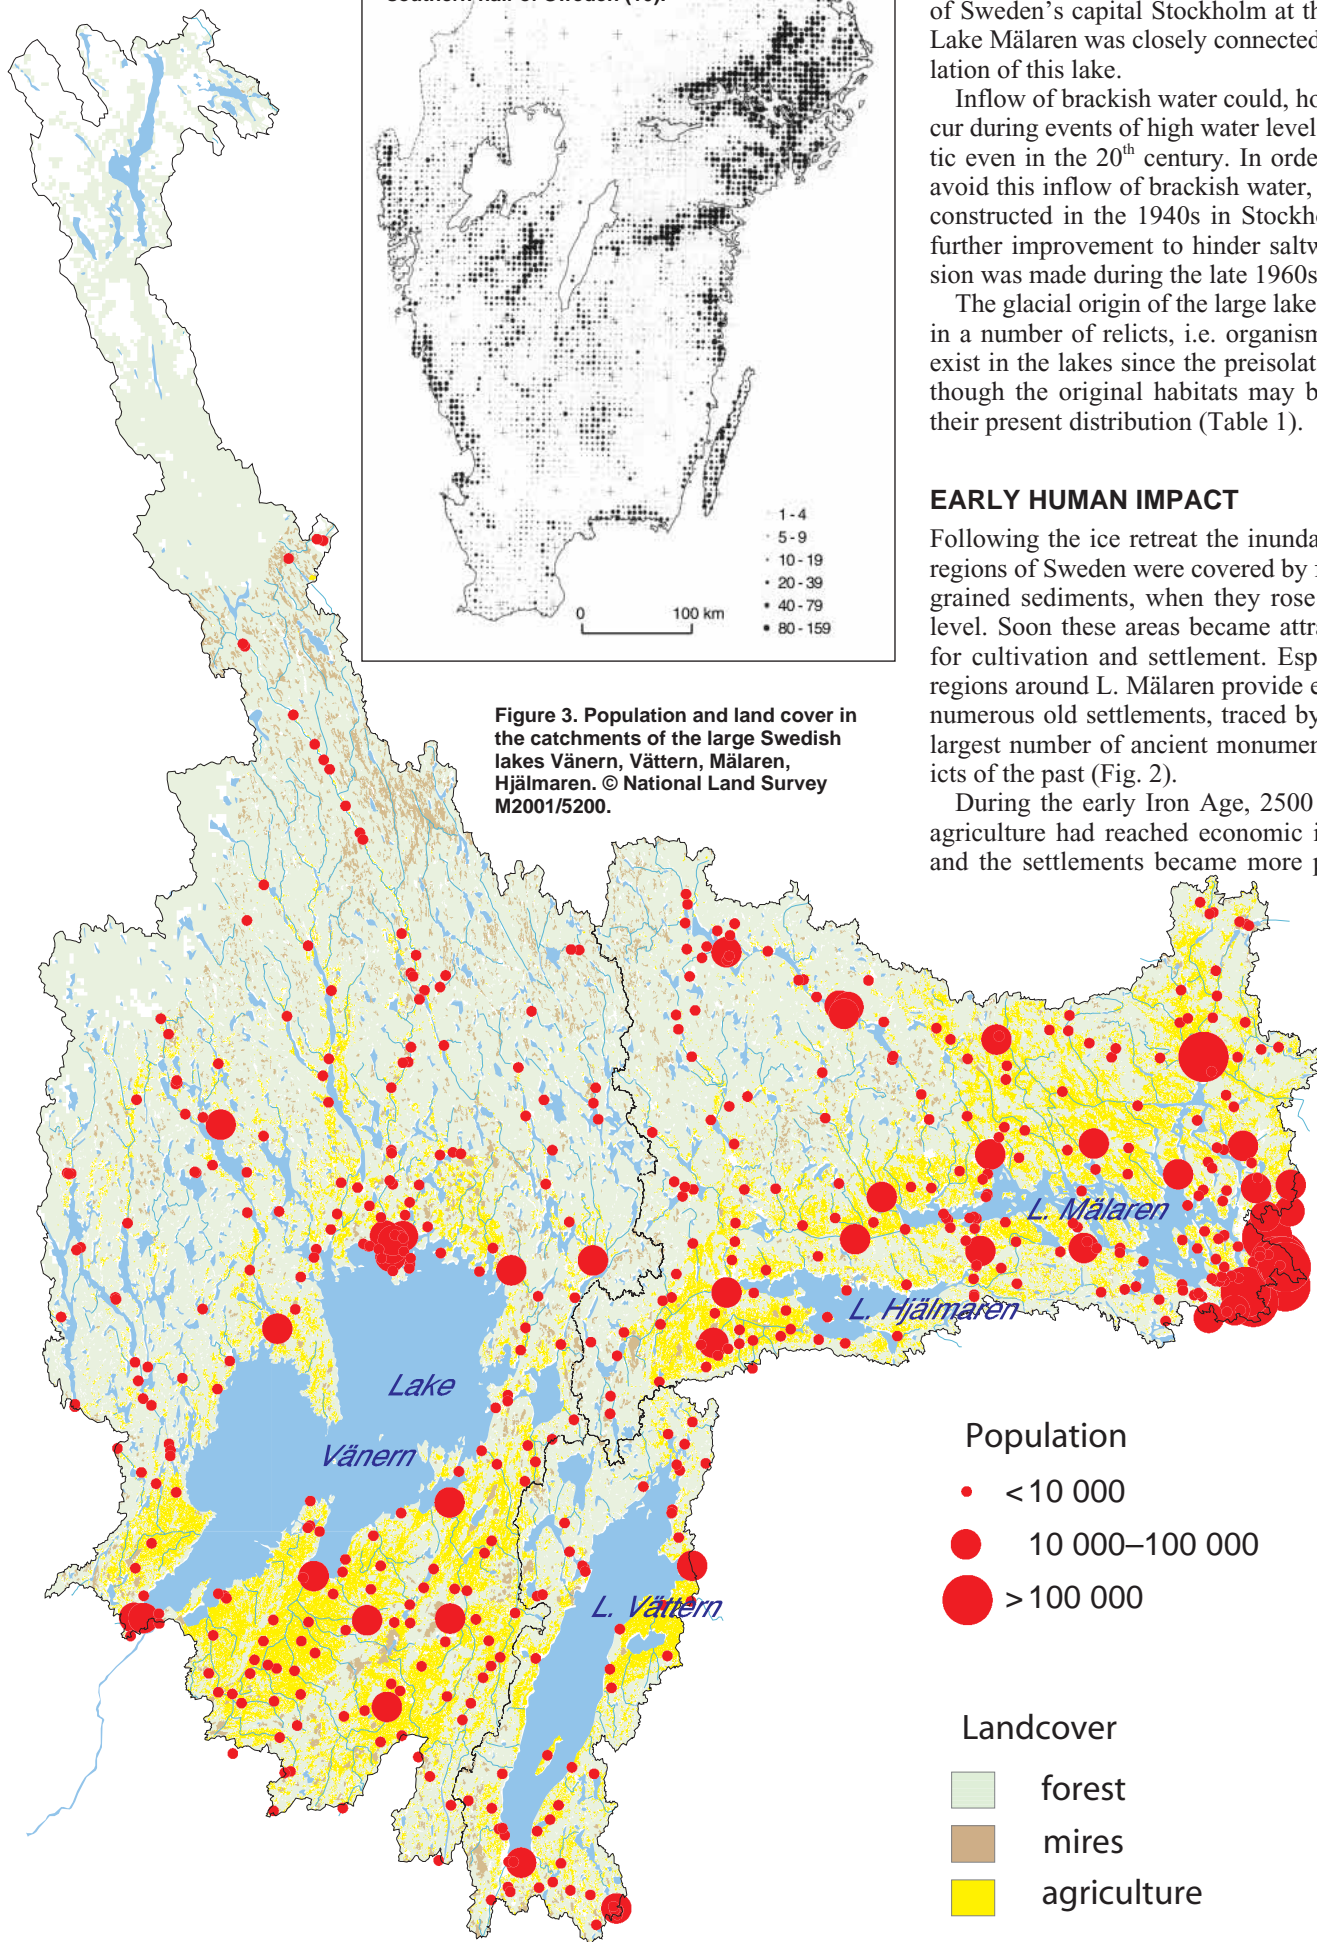 southern half of Sweden (10).
1 - 4
5 - 9
10 - 19
20 - 39
40 - 79
80 - 159
0 100 km
of Sweden's capital Stockholm at th
Lake Mälaren was closely connected
lation of this lake.
Inflow of brackish water could, ho
cur during events of high water level
tic even in the 20th century. In orde
avoid this inflow of brackish water,
constructed in the 1940s in Stockho
further improvement to hinder saltw
sion was made during the late 1960s
The glacial origin of the large lake
in a number of relicts, i.e. organism
exist in the lakes since the preisolat
though the original habitats may b
their present distribution (Table 1).
EARLY HUMAN IMPACT
Following the ice retreat the inunda
regions of Sweden were covered by f
grained sediments, when they rose
level. Soon these areas became attra
for cultivation and settlement. Esp
regions around L. Mälaren provide e
numerous old settlements, traced by
largest number of ancient monumen
icts of the past (Fig. 2).
During the early Iron Age, 2500
agriculture had reached economic i
and the settlements became more p
Figure 3. Population and land cover in
the catchments of the large Swedish
lakes Vänern, Vättern, Mälaren,
Hjälmaren. © National Land Survey
M2001/5200.
L. Mälaren
L. Hjälmaren
Lake
Vänern
L. Vättern
Population
< 10 000
10 000–100 000
> 100 000
Landcover
forest
mires
agriculture